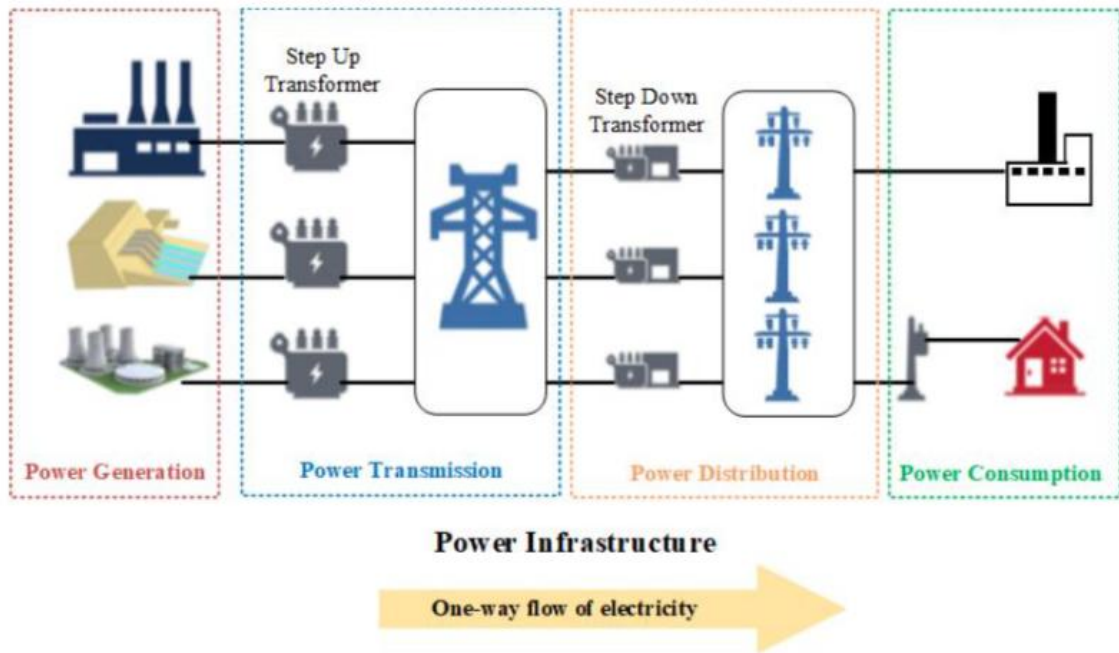 Step Up
Transformer
Step Down
Transformer
Power Generation
Power Transmission
Power Distribution
Power Consumption
Power Infrastructure
One-way flow of electricity